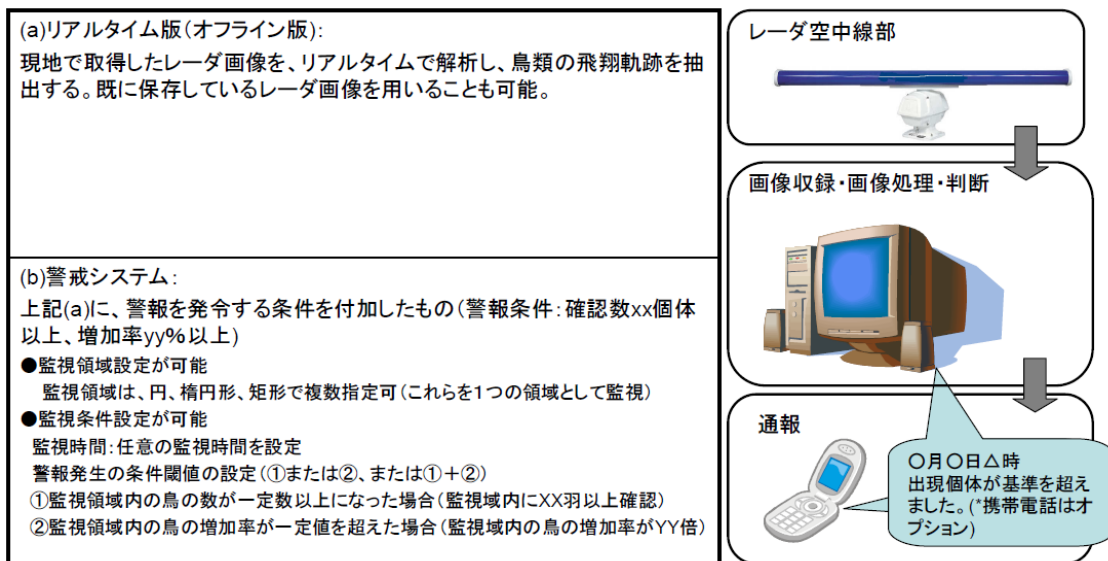 (a)リアルタイム版(オフライン版):
現地で取得したレーダ画像を、リアルタイムで解析し、鳥類の飛翔軌跡を抽
出する。既に保存しているレーダ画像を用いることも可能。
(b)警戒システム:
上記(a)に、警報を発令する条件を付加したもの(警報条件:確認数xx個体
以上、増加率yy%以上)
●監視領域設定が可能
監視領域は、円、楕円形、矩形で複数指定可(これらを1つの領域として監視)
●監視条件設定が可能
監視時間:任意の監視時間を設定
警報発生の条件閾値の設定(①または②、または①+②)
①監視領域内の鳥の数が一定数以上になった場合(監視域内にXX羽以上確認)
②監視領域内の鳥の増加率が一定値を超えた場合(監視域内の鳥の増加率がYY倍)
レーダ空中線部
画像収録・画像処理・判断
通報
〇月〇日△時
出現個体が基準を超え
ました。(*携帯電話はオ
プション)